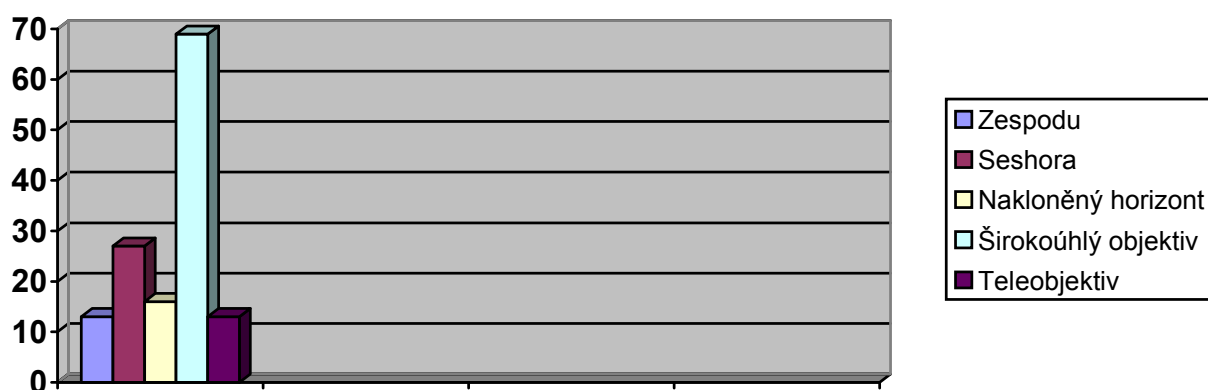 70
60
50
40
30
20
10
0
Zespodu
Seshora
Nakloněný horizont
Širokoúhlý objektiv
Teleobjektiv